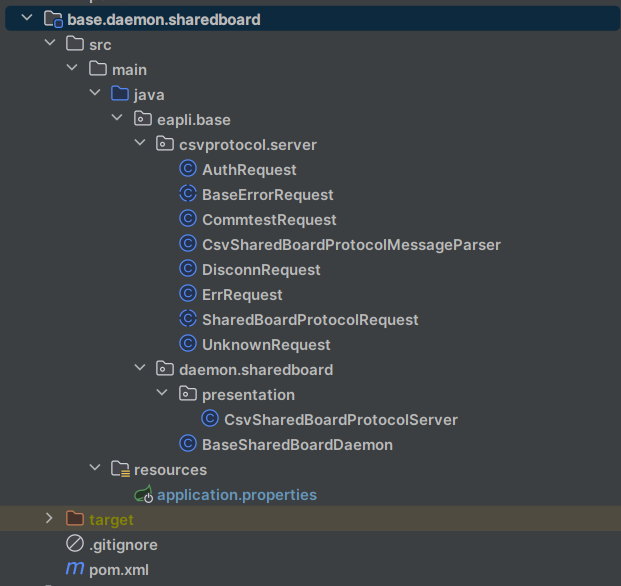 base.daemon.sharedboard
src
main
java
eapli.base
csvprotocol.server
AuthRequest
BaseErrorRequest
CommtestRequest
CsvSharedBoardProtocolMessageParser
DisconnRequest
ErrRequest
SharedBoardProtocolRequest
UnknownRequest
daemon.sharedboard
presentation
CsvSharedBoardProtocolServer
BaseSharedBoardDaemon
resources
application.properties
target
.gitignore
pom.xml